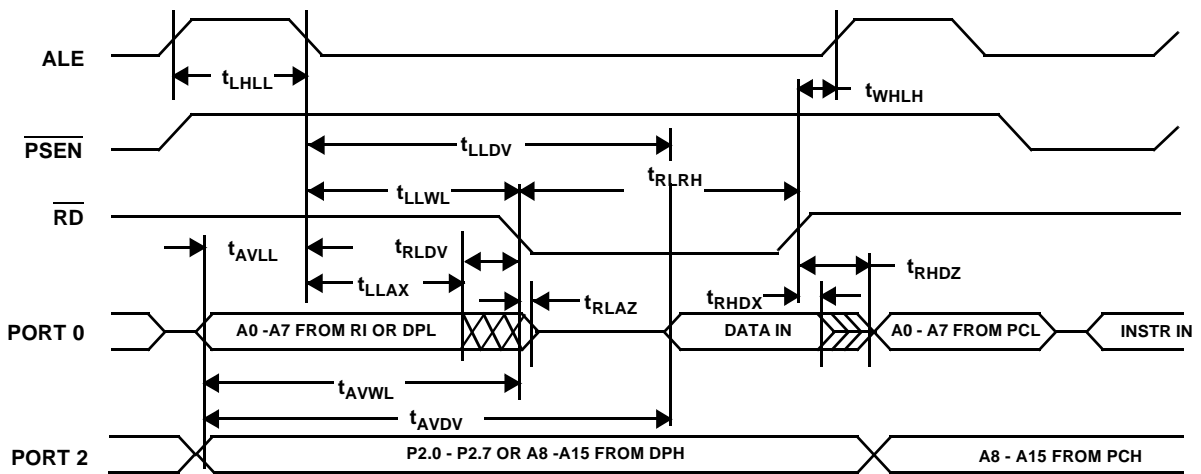 ALE
tLHLL
tWHLH
PSEN
tLLDV
tRLRH
tLLWL
RD
tAVLL
tRLDV
tRHDZ
tLLAX
tRLAZ
tRHDX
PORT 0
A0 -A7 FROM RI OR DPL
DATA IN
A0 - A7 FROM PCL
INSTR IN
tAVWL
tAVDV
PORT 2
P2.0 - P2.7 OR A8 -A15 FROM DPH
A8 - A15 FROM PCH